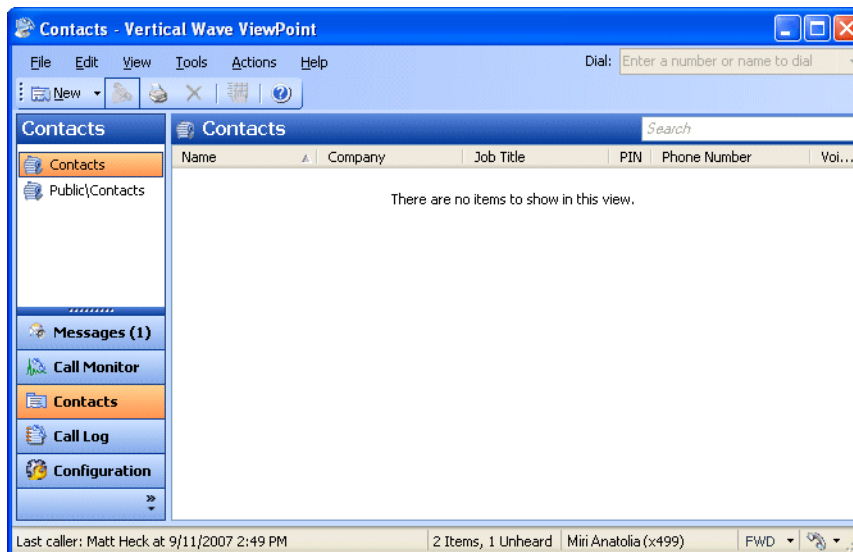 Contacts - Vertical Wave ViewPoint
File Edit View Tools Actions Help Dial: Enter a number or name to dial
New
Contacts
Contacts Search
Contacts
Public\Contacts
Name Company Job Title PIN Phone Number Voi...
There are no items to show in this view.
Messages (1)
Call Monitor
Contacts
Call Log
Configuration
Last caller: Matt Heck at 9/11/2007 2:49 PM 2 Items, 1 Unheard Miri Anatolia (x499) FWD